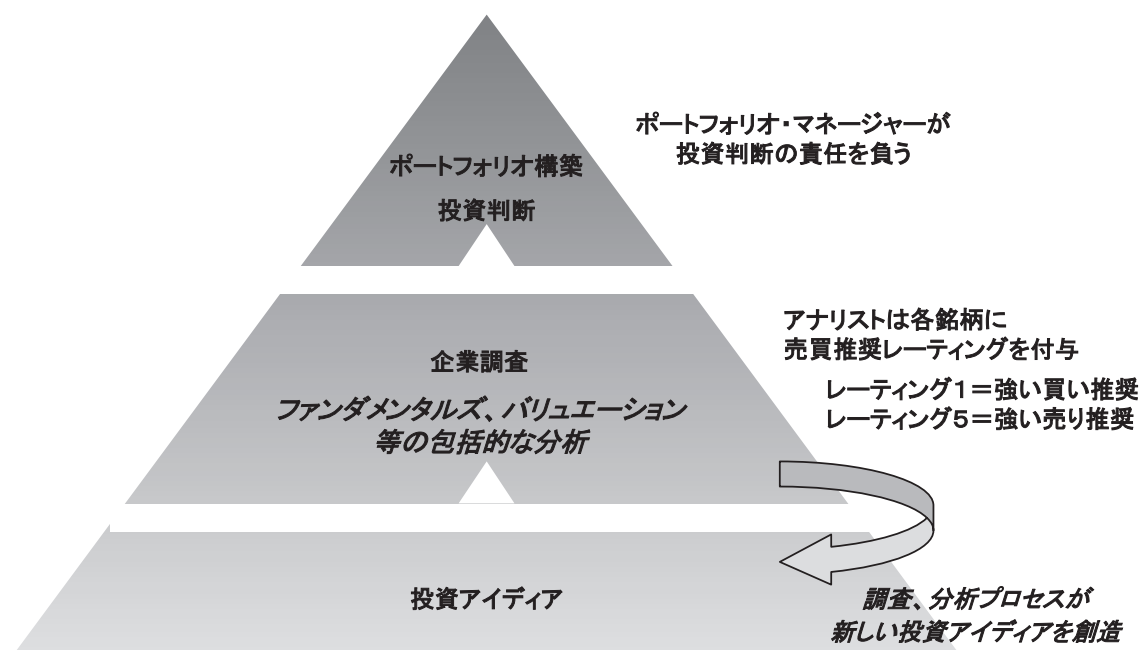 ポートフォリオ・マネージャーが
投資判断の責任を負う
ポートフォリオ構築
投資判断
アナリストは各銘柄に
売買推奨レーティングを付与
レーティング１＝強い買い推奨
レーティング５＝強い売り推奨
企業調査
ファンダメンタルズ、バリュエーション
等の包括的な分析
投資アイディア
調査、分析プロセスが
新しい投資アイディアを創造